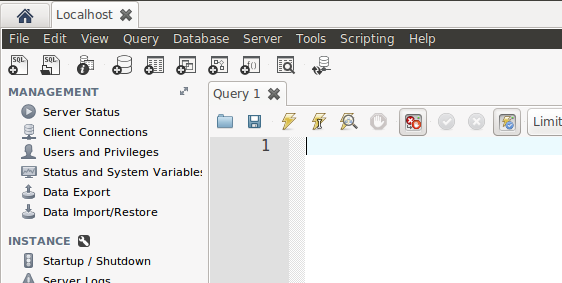 Localhost
File Edit View Query Database Server Tools Scripting Help
SQL SQL
MANAGEMENT
Server Status
Client Connections
Users and Privileges
Status and System Variables
Data Export
Data Import/Restore
INSTANCE
Startup / Shutdown
Server Logs
Query 1
Limit
1